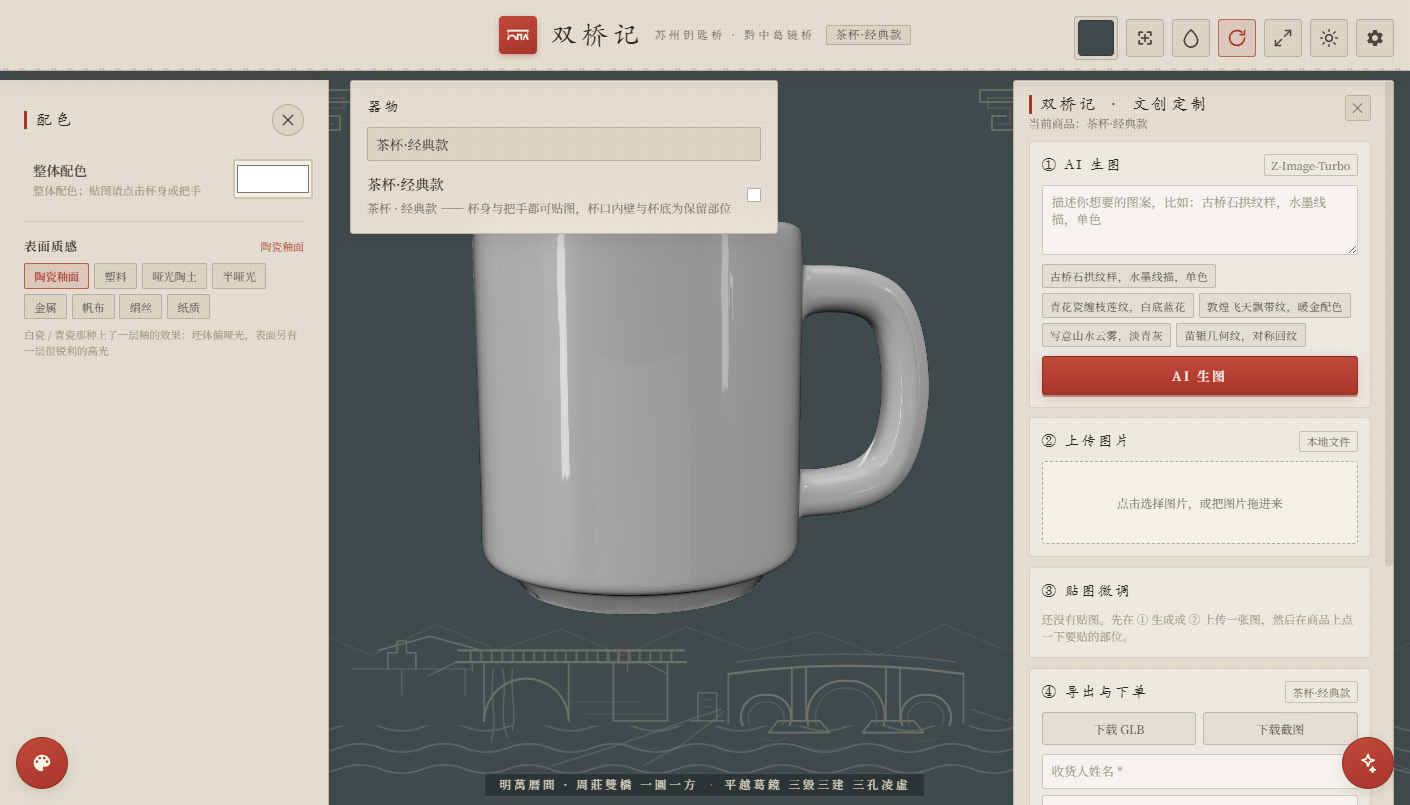 双桥记
苏州钥匙桥 · 黔中葛镜桥
茶杯·经典款
配色
整体配色
整体配色；贴图请点击杯身或把手
表面质感
陶瓷釉面
陶瓷釉面
塑料
哑光陶土
半哑光
金属
帆布
绢丝
纸质
白瓷 / 青瓷那种上了一层釉的效果：坯体偏哑光，表面另有
一层很锐利的高光
器物
茶杯·经典款
茶杯·经典款
茶杯 · 经典款 —— 杯身与把手都可贴图，杯口内壁与杯底为保留部位
明萬曆間 · 周莊雙橋 一圓一方 · 平越葛鏡 三毀三建 三孔凌虛
双桥记 · 文创定制
当前商品：茶杯·经典款
① AI 生图
Z-Image-Turbo
描述你想要的图案，比如：古桥石拱纹样，水墨线
描，单色
古桥石拱纹样，水墨线描，单色
青花瓷缠枝莲纹，白底蓝花
敦煌飞天飘带纹，暖金配色
写意山水云雾，淡青灰
苗银几何纹，对称回纹
AI 生图
② 上传图片
本地文件
点击选择图片，或把图片拖进来
③ 贴图微调
还没有贴图。先在 ① 生成或 ② 上传一张图，然后在商品上点
一下要贴的部位。
④ 导出与下单
茶杯·经典款
下载 GLB
下载截图
收货人姓名 *